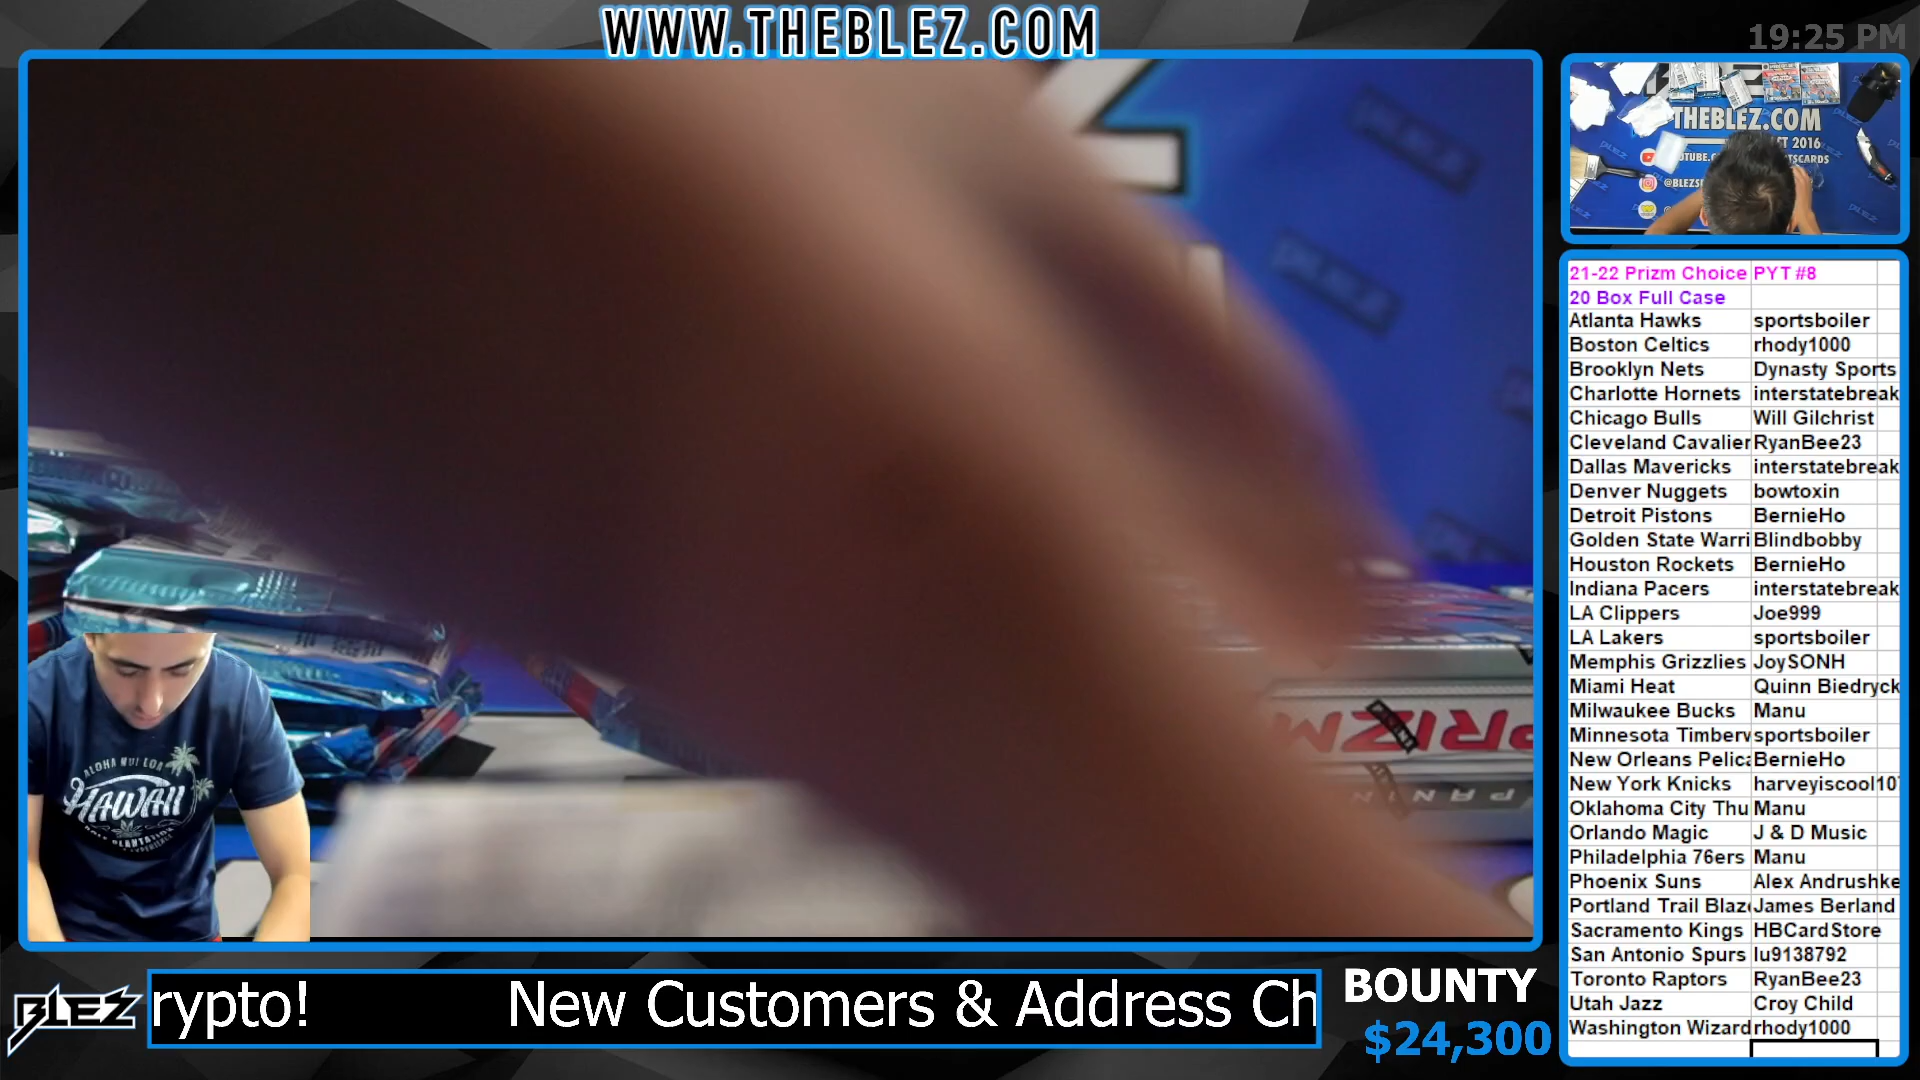 WWW.THEBLEZ.COM
19:25 PM
THEBLEZ.COM
21-22 Prizm Choice PYT #8
20 Box Full Case
Atlanta Hawks sportsboiler
Boston Celtics rhody1000
Brooklyn Nets Dynasty Sports
Charlotte Hornets interstatebreak
Chicago Bulls Will Gilchrist
Cleveland Cavalier RyanBee23
Dallas Mavericks interstatebreak
Denver Nuggets bowtoxin
Detroit Pistons BernieHo
Golden State Warri Blindbobby
Houston Rockets BernieHo
Indiana Pacers interstatebreak
LA Clippers Joe999
LA Lakers sportsboiler
Memphis Grizzlies JoySONH
Miami Heat Quinn Biedryck
Milwaukee Bucks Manu
Minnesota Timberv sportsboiler
New Orleans Pelica BernieHo
New York Knicks harveyiscool10
Oklahoma City Thu Manu
Orlando Magic J & D Music
Philadelphia 76ers Manu
Phoenix Suns Alex Andrushke
Portland Trail Blaz James Berland
Sacramento Kings HBCardStore
San Antonio Spurs lu9138792
Toronto Raptors RyanBee23
Utah Jazz Croy Child
Washington Wizard rhody1000
PRIZM
PANINI
ALOHA NUI LOA
HAWAII
BLEZ
rypto! New Customers & Address Ch
BOUNTY
$24,300